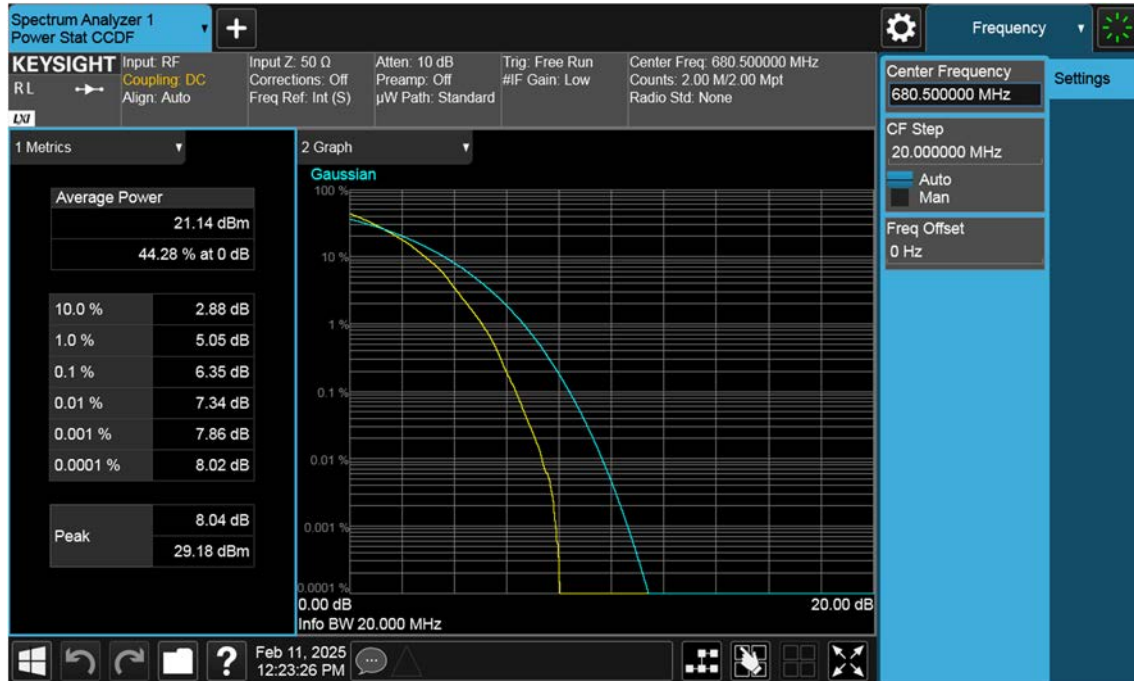 Spectrum Analyzer 1
Power Stat CCDF
Frequency
KEYSIGHT
R L
LXI
Input: RF
Coupling: DC
Align: Auto
Input Z: 50 Ω
Corrections: Off
Freq Ref: Int (S)
Atten: 10 dB
Preamp: Off
µW Path: Standard
Trig: Free Run
#IF Gain: Low
Center Freq: 680.500000 MHz
Counts: 2.00 M/2.00 Mpt
Radio Std: None
Center Frequency
680.500000 MHz
Settings
CF Step
20.000000 MHz
Auto
Man
Freq Offset
0 Hz
1 Metrics
Average Power
21.14 dBm
44.28 % at 0 dB
10.0 % 2.88 dB
1.0 % 5.05 dB
0.1 % 6.35 dB
0.01 % 7.34 dB
0.001 % 7.86 dB
0.0001 % 8.02 dB
Peak
8.04 dB
29.18 dBm
2 Graph
Gaussian
100 %
10 %
1 %
0.1 %
0.01 %
0.001 %
0.0001 %
0.00 dB 20.00 dB
Info BW 20.000 MHz
?
Feb 11, 2025
12:23:26 PM